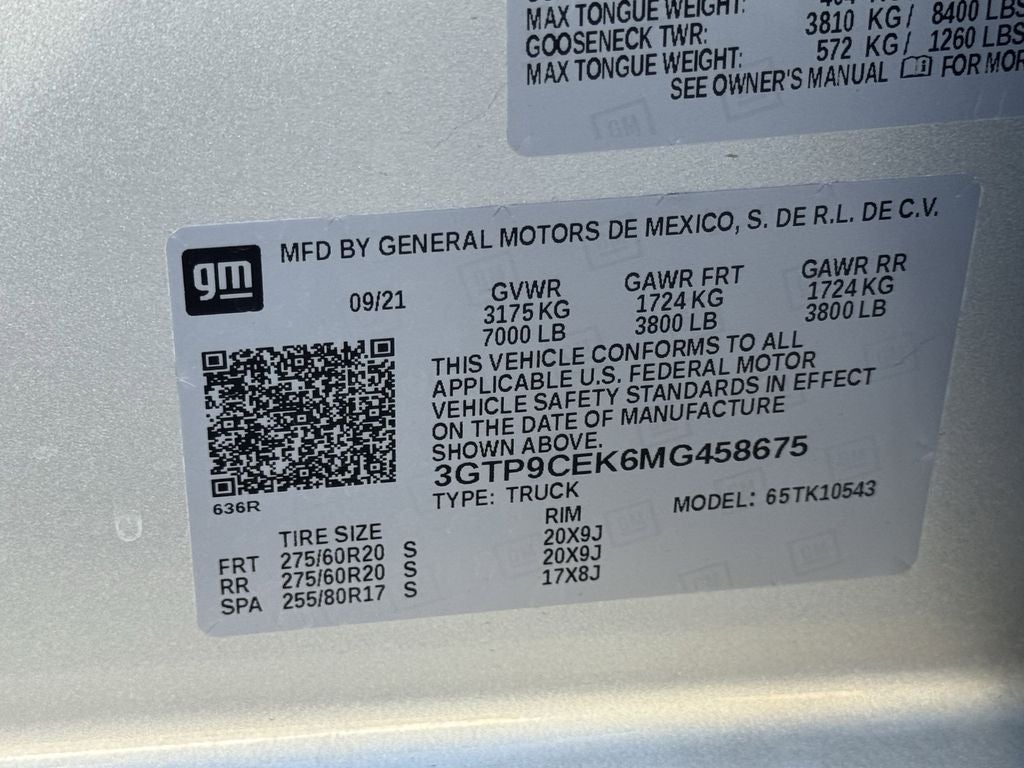 MAX TONGUE WEIGHT:
GOOSENECK TWR: 3810 KG/ 8400 LBS
MAX TONGUE WEIGHT: 572 KG/ 1260 LBS
SEE OWNER'S MANUAL FOR MOR
gm
MFD BY GENERAL MOTORS DE MEXICO, S. DE R.L. DE C.V.
09/21
GVWR GAWR FRT GAWR RR
3175 KG 1724 KG 1724 KG
7000 LB 3800 LB 3800 LB
THIS VEHICLE CONFORMS TO ALL
APPLICABLE U.S. FEDERAL MOTOR
VEHICLE SAFETY STANDARDS IN EFFECT
ON THE DATE OF MANUFACTURE
SHOWN ABOVE.
3GTP9CEK6MG458675
636R
TYPE: TRUCK MODEL: 65TK10543
TIRE SIZE RIM
FRT 275/60R20 S 20X9J
RR 275/60R20 S 20X9J
SPA 255/80R17 S 17X8J